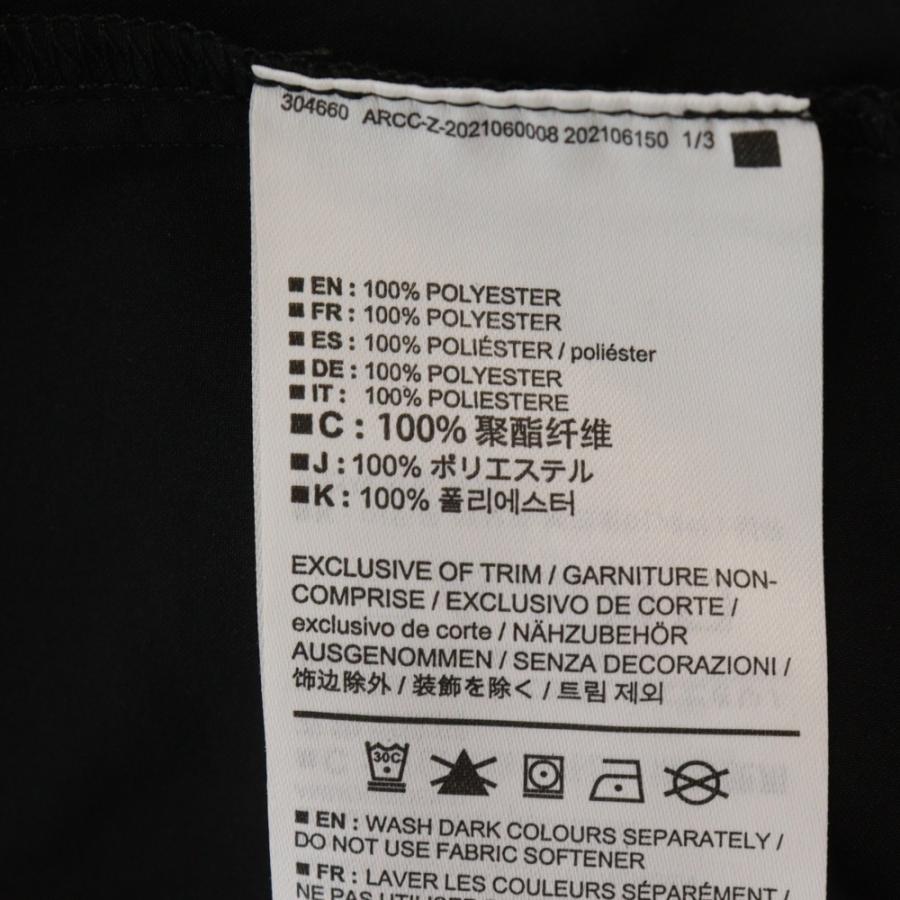 304660 ARCC-Z-2021060008 202106150 1/3
EN : 100% POLYESTER
FR : 100% POLYESTER
ES : 100% POLIÉSTER / poliéster
DE : 100% POLYESTER
IT : 100% POLIESTERE
C : 100% 聚酯纤维
J : 100% ポリエステル
K : 100% 폴리에스터
EXCLUSIVE OF TRIM / GARNITURE NON-
COMPRISE / EXCLUSIVO DE CORTE /
exclusivo de corte / NÄHZUBEHÖR
AUSGENOMMEN / SENZA DECORAZIONI /
饰边除外 / 装飾を除く / 트림 제외
30C
EN : WASH DARK COLOURS SEPARATELY /
DO NOT USE FABRIC SOFTENER
FR : LAVER LES COULEURS SÉPARÉMENT /
NE PAS UTILISER